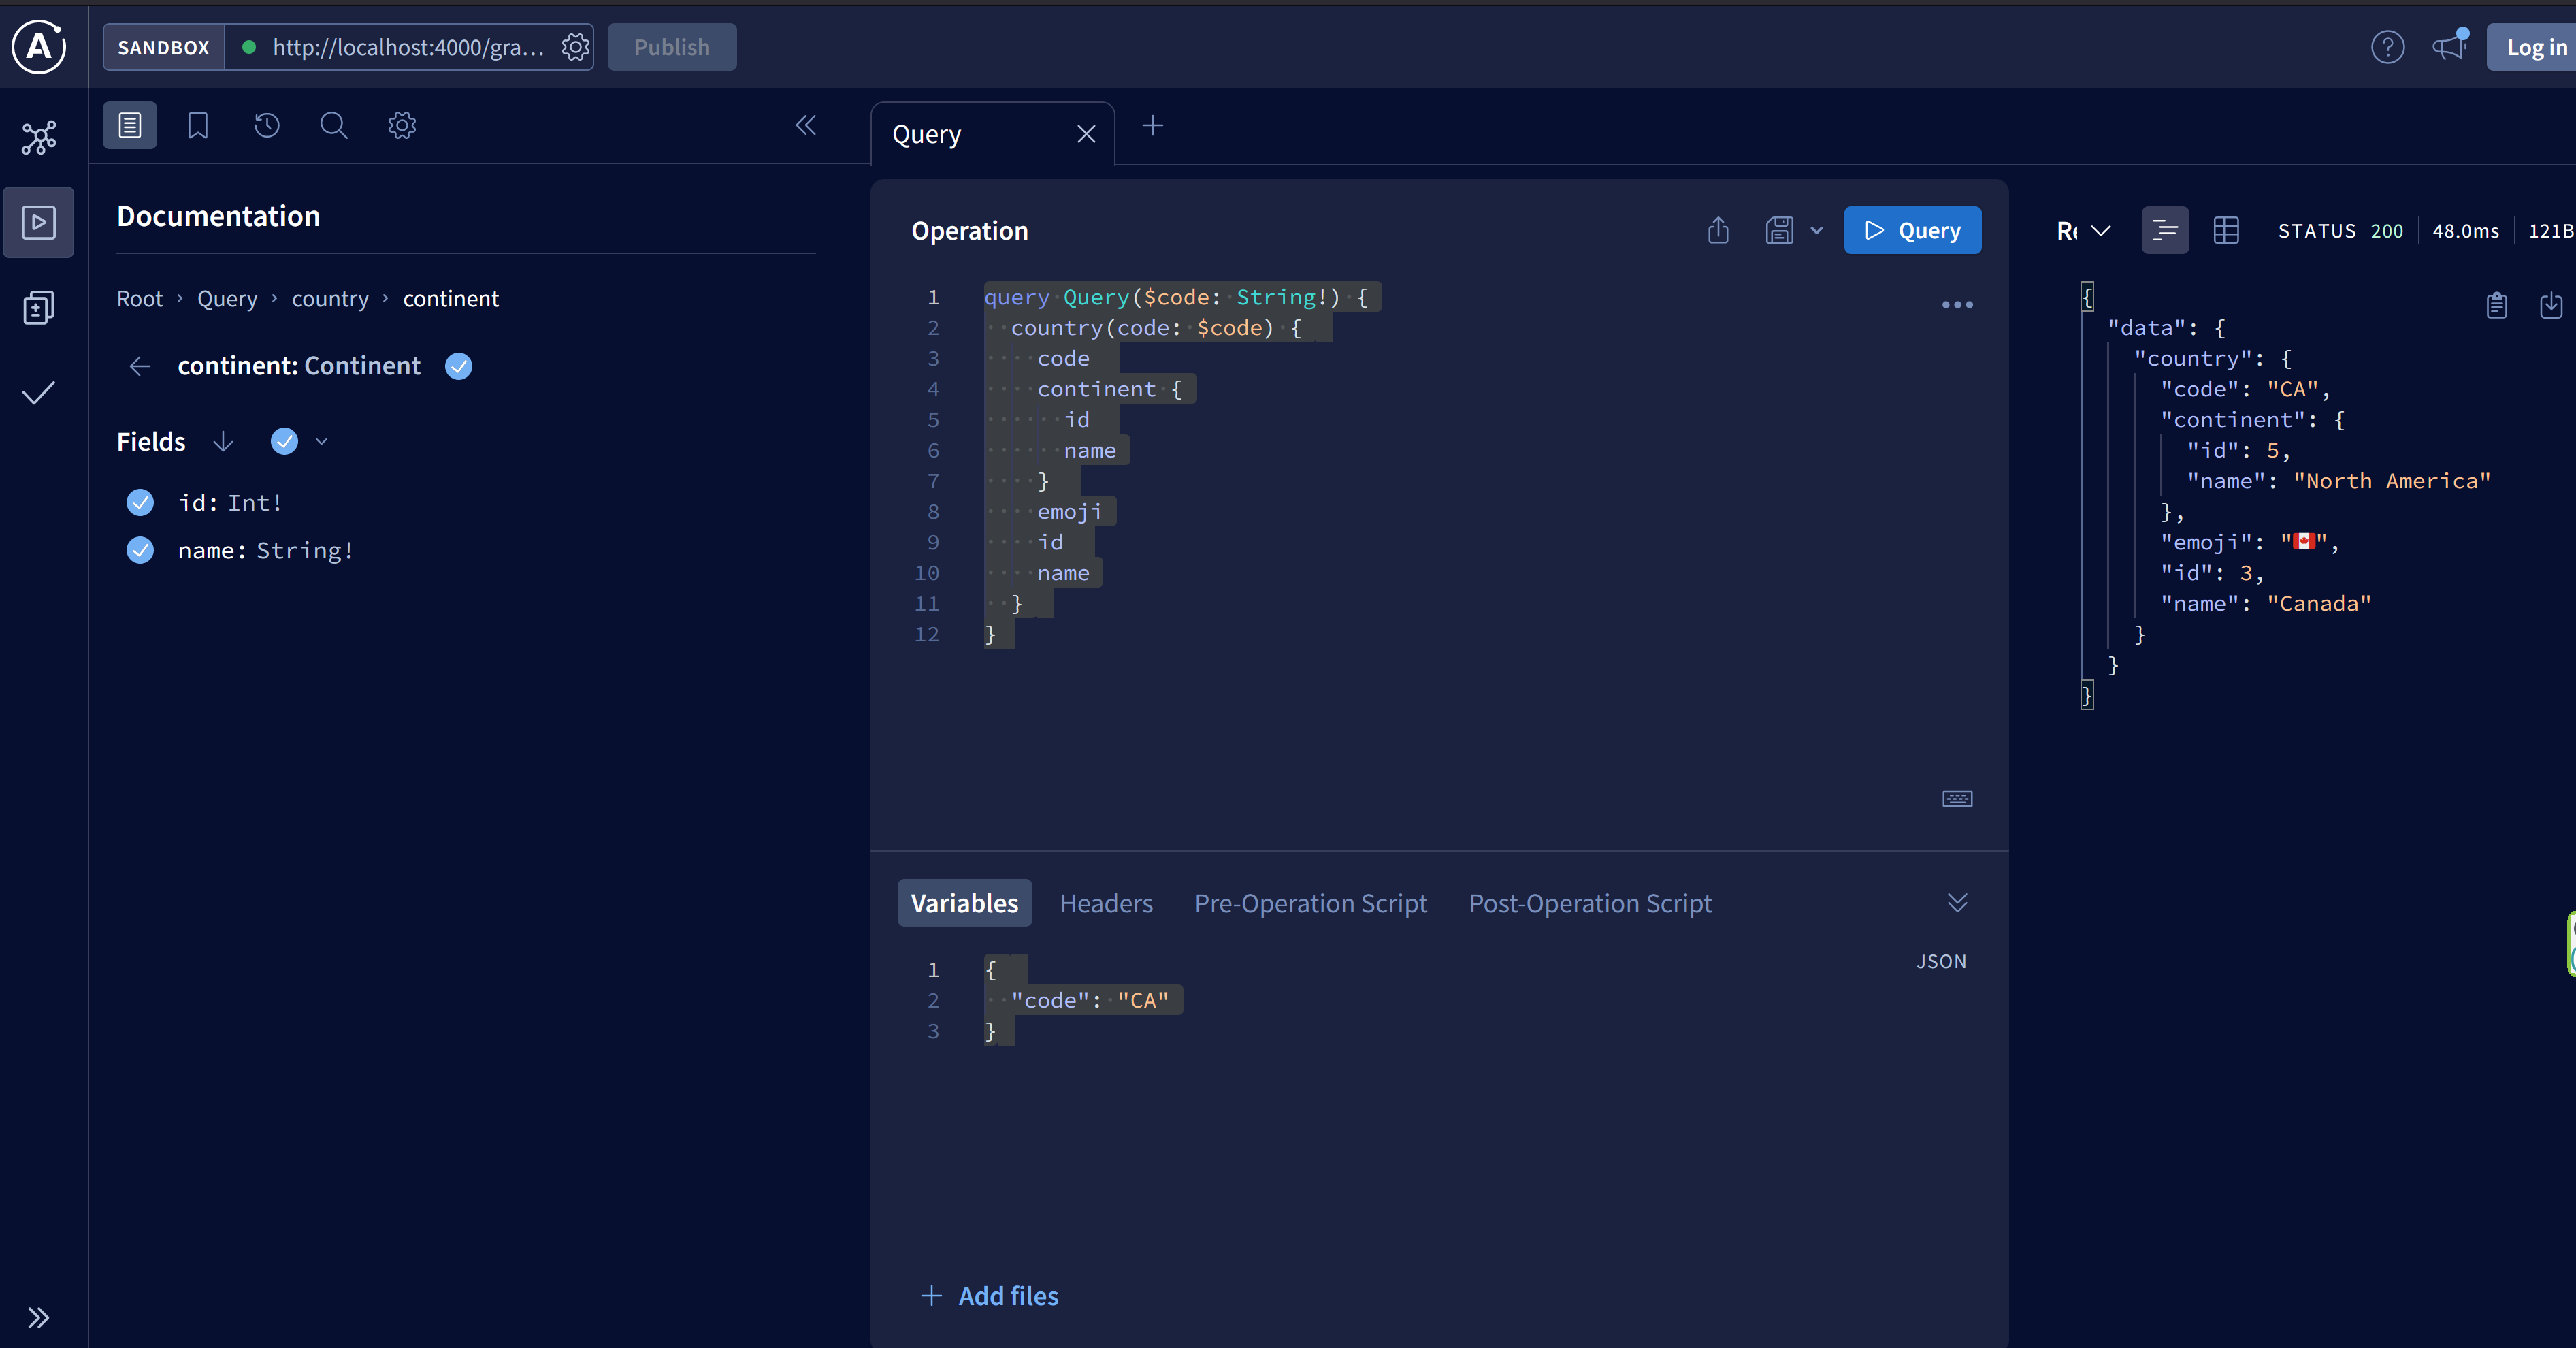 SANDBOX http://localhost:4000/gra... Publish
Log in
Documentation
Root › Query › country › continent
continent: Continent
Fields
id: Int!
name: String!
Query
Operation
Query
1 query Query($code: String!) {
2 country(code: $code) {
3 code
4 continent {
5 id
6 name
7 }
8 emoji
9 id
10 name
11 }
12 }
Variables Headers Pre-Operation Script Post-Operation Script
JSON
1 {
2 "code": "CA"
3 }
+ Add files
STATUS 200 48.0ms 121B
{
"data": {
"country": {
"code": "CA",
"continent": {
"id": 5,
"name": "North America"
},
"emoji": "🇨🇦",
"id": 3,
"name": "Canada"
}
}
}